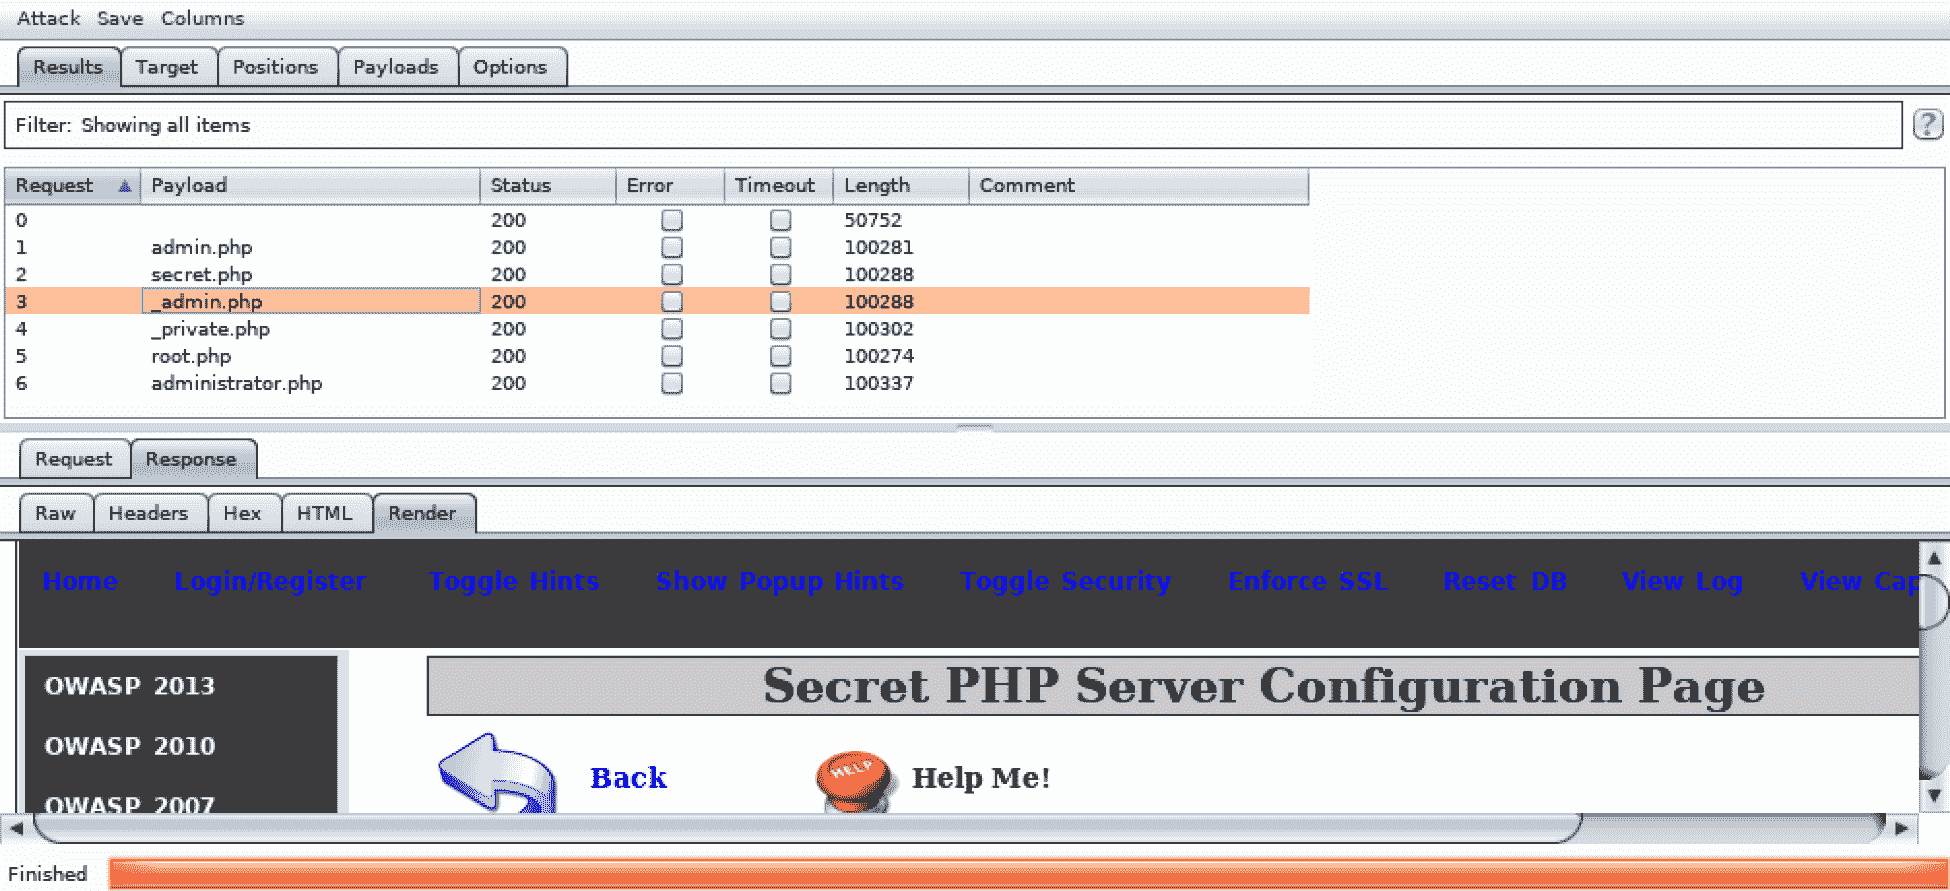 Attack Save Columns
Results Target Positions Payloads Options
Filter: Showing all items
?
Request Payload Status Error Timeout Length Comment
0 200 50752
1 admin.php 200 100281
2 secret.php 200 100288
3 _admin.php 200 100288
4 _private.php 200 100302
5 root.php 200 100274
6 administrator.php 200 100337
Request Response
Raw Headers Hex HTML Render
Home Login/Register Toggle Hints Show Popup Hints Toggle Security Enforce SSL Reset DB View Log View Cap
Secret PHP Server Configuration Page
OWASP 2013
OWASP 2010
OWASP 2007
Back HELP Help Me!
Finished